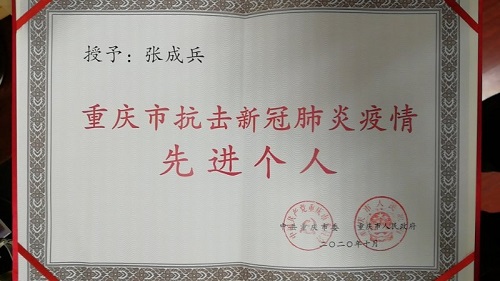 授予：张成兵
重庆市抗击新冠肺炎疫情
先进个人
中共重庆市委 重庆市人民政府
二〇二〇年十月